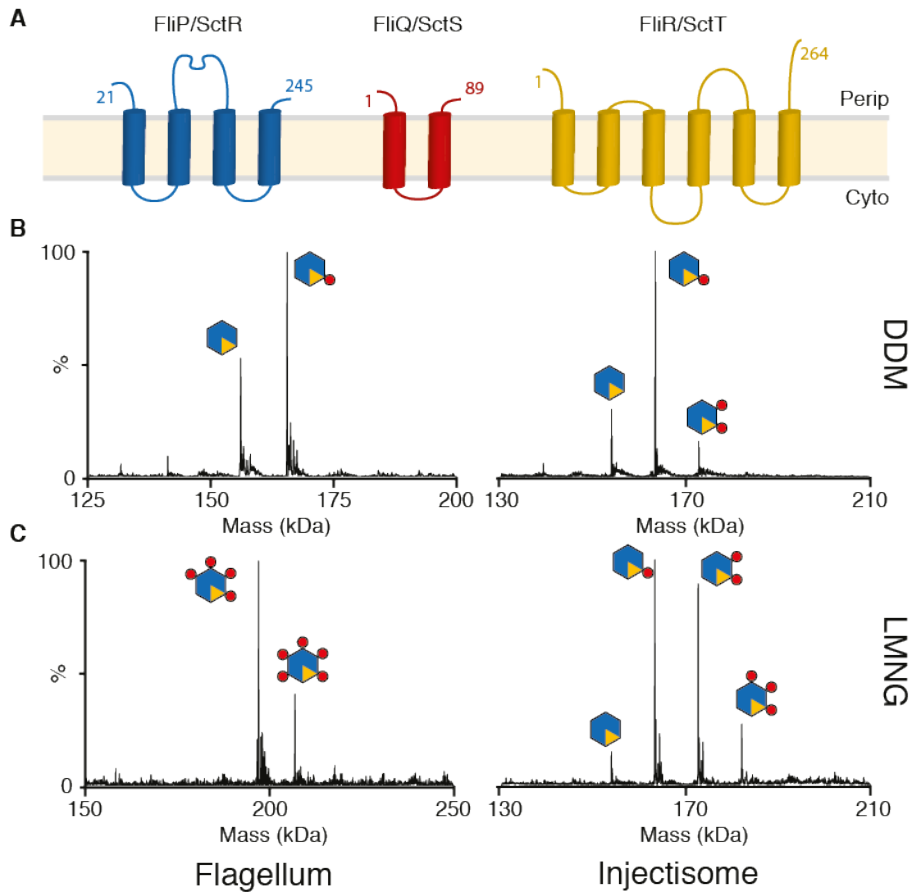 A
FliP/SctR FliQ/SctS FliR/SctT
21 245 1 89 1 264
Perip
Cyto
B
100
%
0
125 150 175 200
Mass (kDa)
130 170 210
Mass (kDa)
DDM
C
100
%
0
150 200 250
Mass (kDa)
130 170 210
Mass (kDa)
LMNG
Flagellum Injectisome